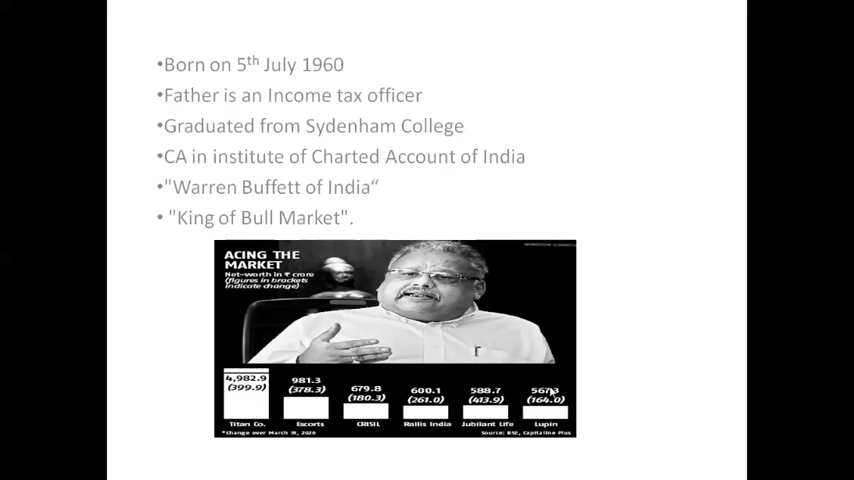 •Born on 5th July 1960
•Father is an Income tax officer
•Graduated from Sydenham College
•CA in institute of Charted Account of India
•"Warren Buffett of India“
• "King of Bull Market".
ACING THE
MARKET
Net-worth in ₹ crore
(figures in brackets
indicate change)
4,982.9 981.3 679.8 600.1 588.7 567.3
(399.9) (378.3) (180.3) (261.0) (413.9) (164.0)
Titan Co. Escorts CRISIL Rallis India Jubilant Life Lupin
*Change over March 31, 2020 Source: BSE, Capitaline Plus